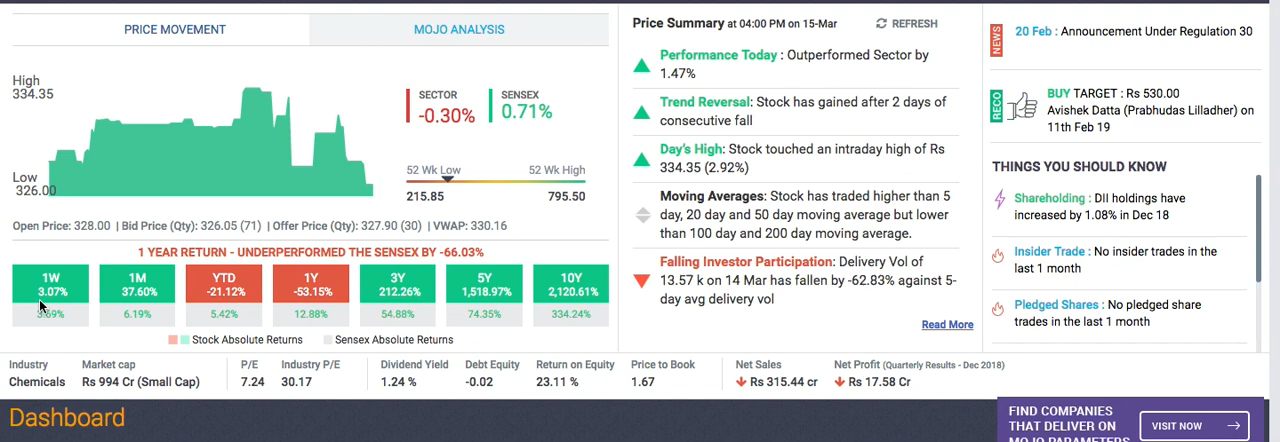 PRICE MOVEMENT
MOJO ANALYSIS
High
334.35
Low
326.00
SECTOR
-0.30%
SENSEX
0.71%
52 Wk Low
52 Wk High
215.85
795.50
Open Price: 328.00 | Bid Price (Qty): 326.05 (71) | Offer Price (Qty): 327.90 (30) | VWAP: 330.16
1 YEAR RETURN - UNDERPERFORMED THE SENSEX BY -66.03%
1W 1M YTD 1Y 3Y 5Y 10Y
3.07% 37.60% -21.12% -53.15% 212.26% 1,518.97% 2,120.61%
3.69% 6.19% 5.42% 12.88% 54.88% 74.35% 334.24%
Stock Absolute Returns
Sensex Absolute Returns
Price Summary at 04:00 PM on 15-Mar
REFRESH
Performance Today : Outperformed Sector by
1.47%
Trend Reversal: Stock has gained after 2 days of
consecutive fall
Day's High: Stock touched an intraday high of Rs
334.35 (2.92%)
Moving Averages: Stock has traded higher than 5
day, 20 day and 50 day moving average but lower
than 100 day and 200 day moving average.
Falling Investor Participation: Delivery Vol of
13.57 k on 14 Mar has fallen by -62.83% against 5-
day avg delivery vol
Read More
NEWS
20 Feb : Announcement Under Regulation 30
RECO
BUY TARGET : Rs 530.00
Avishek Datta (Prabhudas Lilladher) on
11th Feb 19
THINGS YOU SHOULD KNOW
Shareholding : DII holdings have
increased by 1.08% in Dec 18
Insider Trade : No insider trades in the
last 1 month
Pledged Shares : No pledged share
trades in the last 1 month
Industry
Chemicals
Market cap
Rs 994 Cr (Small Cap)
P/E
7.24
Industry P/E
30.17
Dividend Yield
1.24 %
Debt Equity
-0.02
Return on Equity
23.11 %
Price to Book
1.67
Net Sales
Rs 315.44 cr
Net Profit (Quarterly Results - Dec 2018)
Rs 17.58 Cr
Dashboard
FIND COMPANIES
THAT DELIVER ON
MOJO PARAMETERS
VISIT NOW